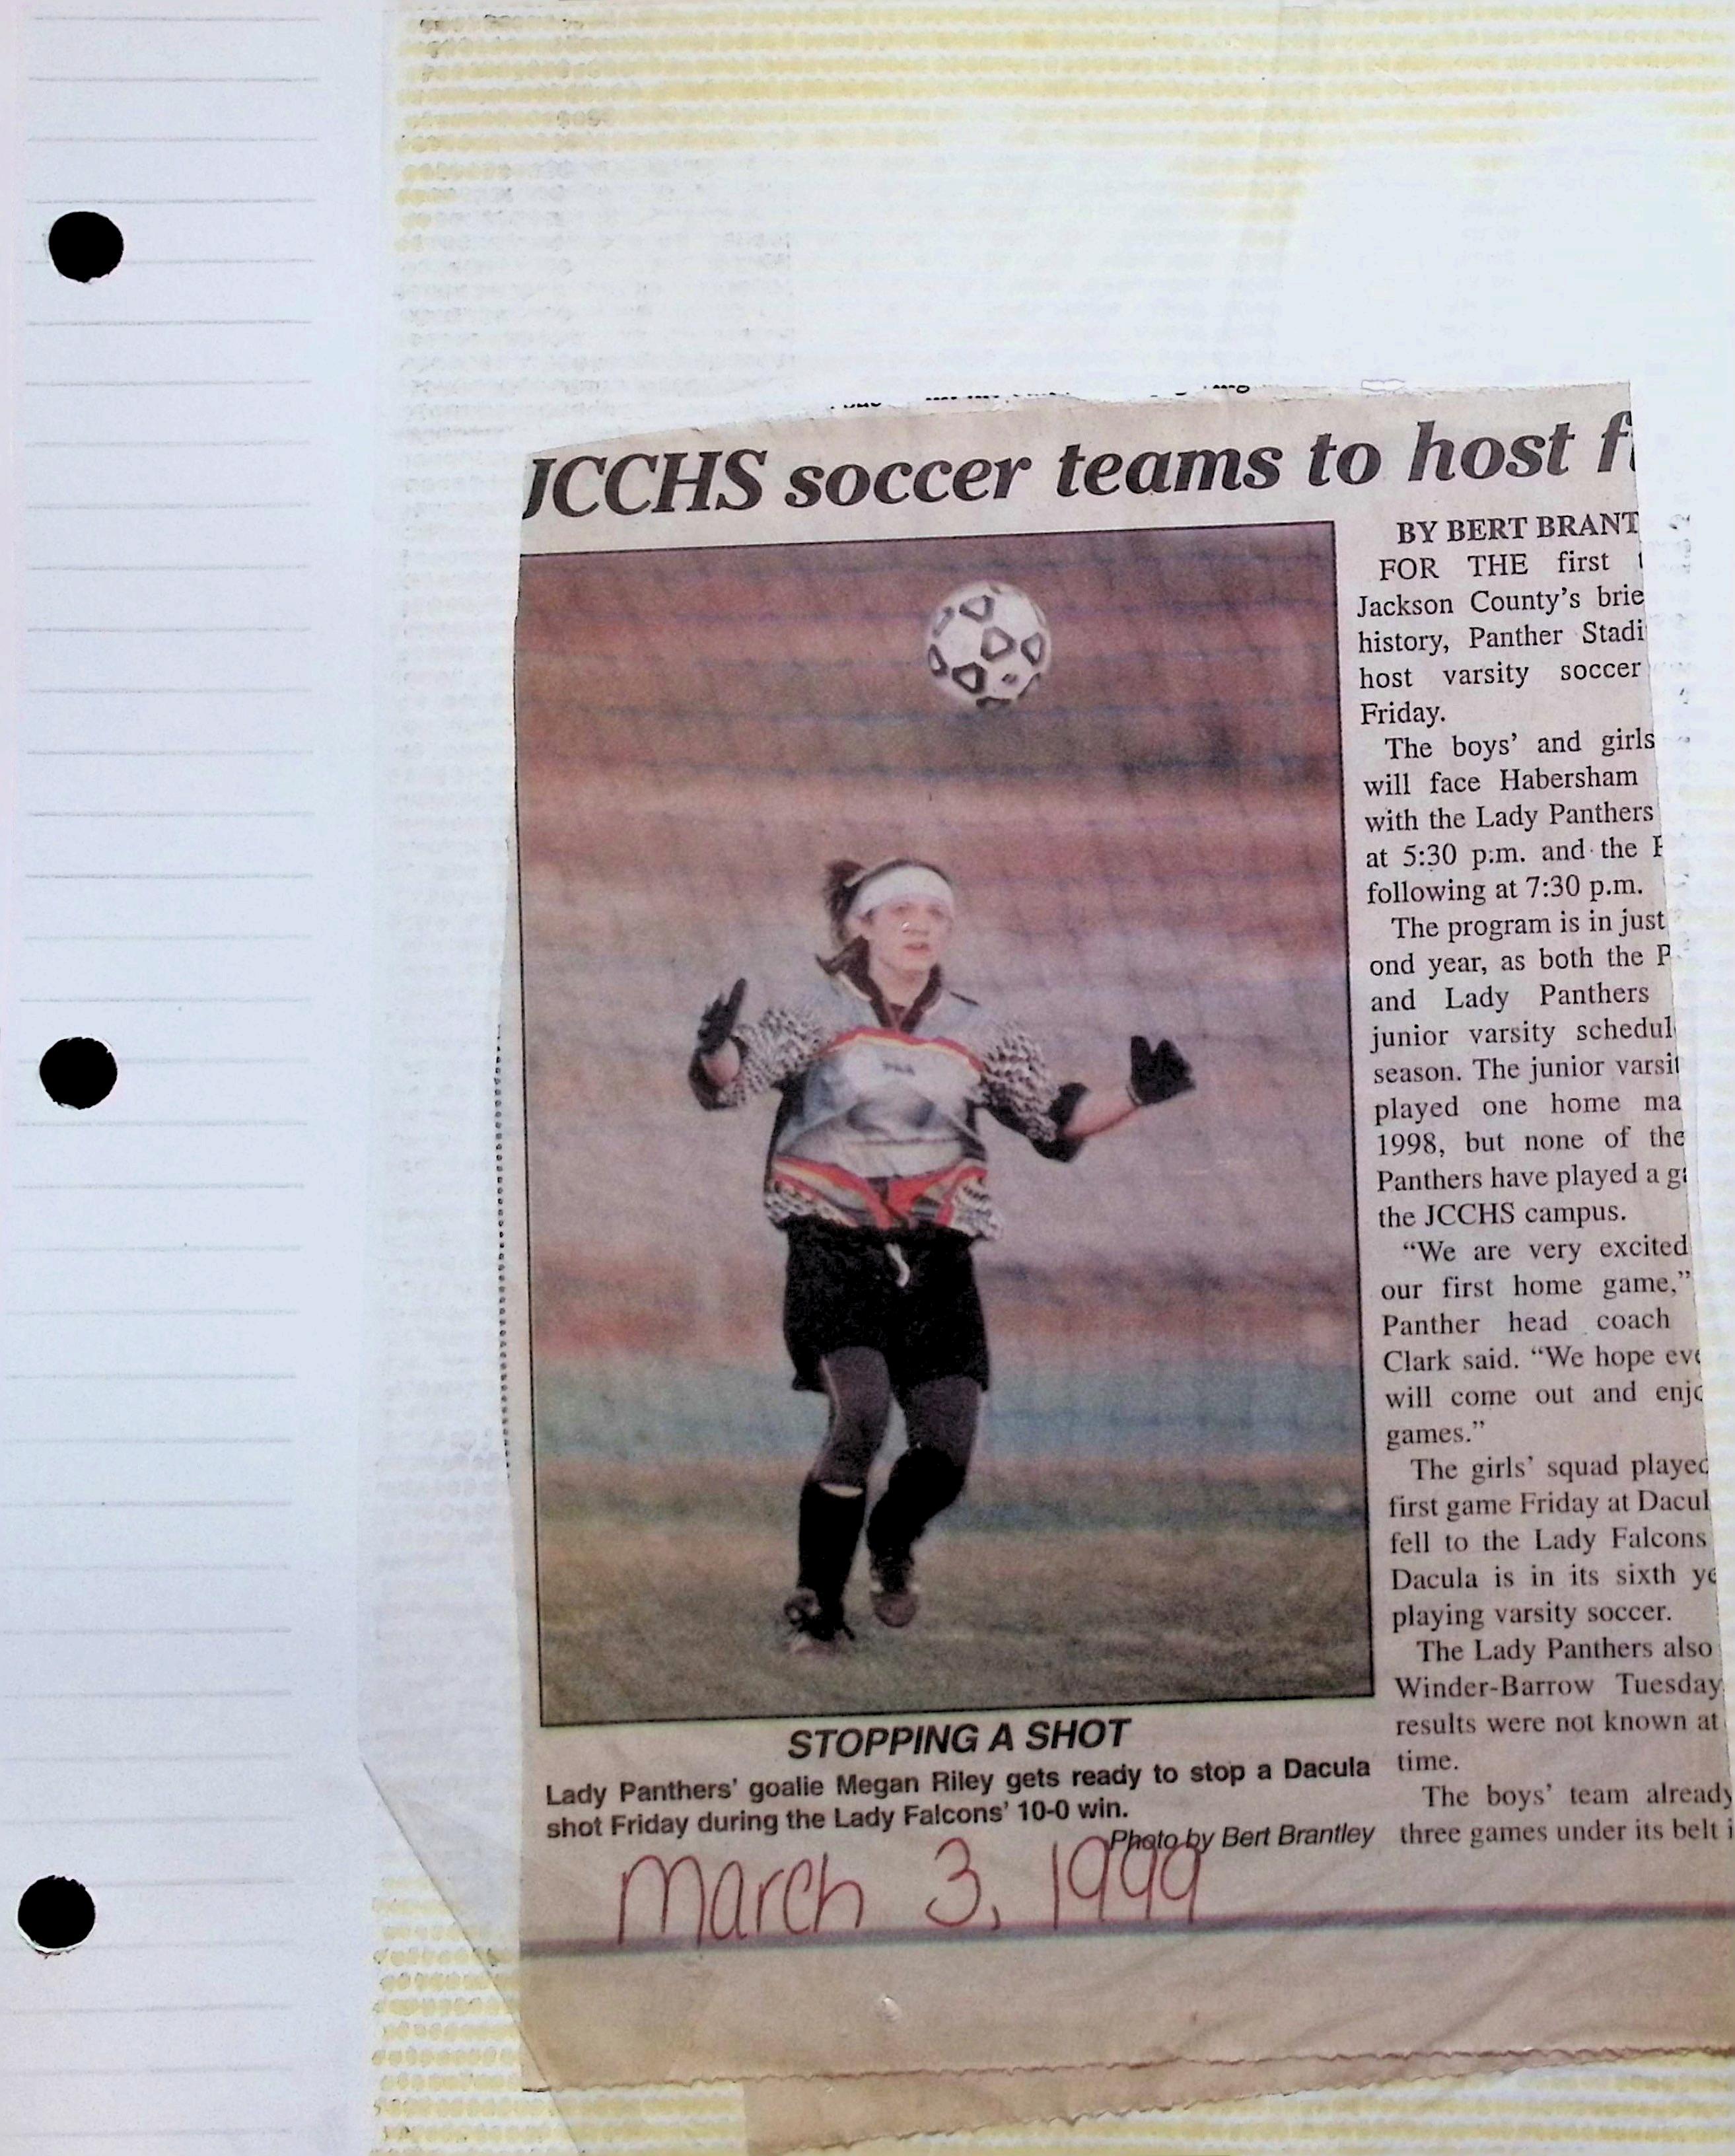 JCCHS soccer teams to host fi
BY BERT BRANT
FOR THE first t
Jackson County's brie
history, Panther Stadi
host varsity soccer
Friday.
The boys' and girls
will face Habersham
with the Lady Panthers
at 5:30 p.m. and the P
following at 7:30 p.m.
The program is in just
ond year, as both the P
and Lady Panthers
junior varsity schedul
season. The junior varsit
played one home ma
1998, but none of the
Panthers have played a ga
the JCCHS campus.
“We are very excited
our first home game,”
Panther head coach
Clark said. “We hope eve
will come out and enjo
games.”
The girls' squad played
first game Friday at Dacul
fell to the Lady Falcons
Dacula is in its sixth ye
playing varsity soccer.
The Lady Panthers also
Winder-Barrow Tuesday
results were not known at
time.
The boys' team already
three games under its belt i
STOPPING A SHOT
Lady Panthers' goalie Megan Riley gets ready to stop a Dacula
shot Friday during the Lady Falcons' 10-0 win.
Photo by Bert Brantley
March 3, 1999